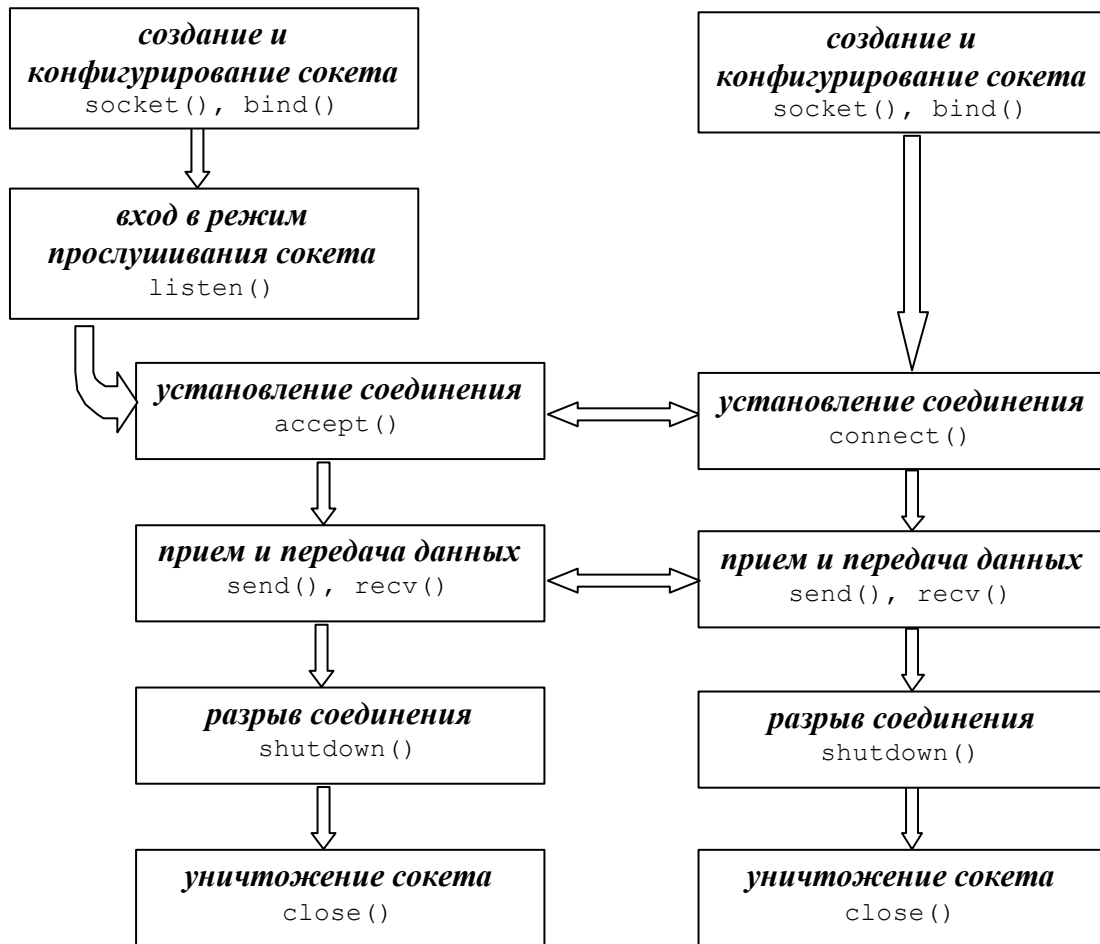 создание и
конфигурирование сокета
socket(), bind()
вход в режим
прослушивания сокета
listen()
установление соединения
accept()
прием и передача данных
send(), recv()
разрыв соединения
shutdown()
уничтожение сокета
close()
создание и
конфигурирование сокета
socket(), bind()
установление соединения
connect()
прием и передача данных
send(), recv()
разрыв соединения
shutdown()
уничтожение сокета
close()